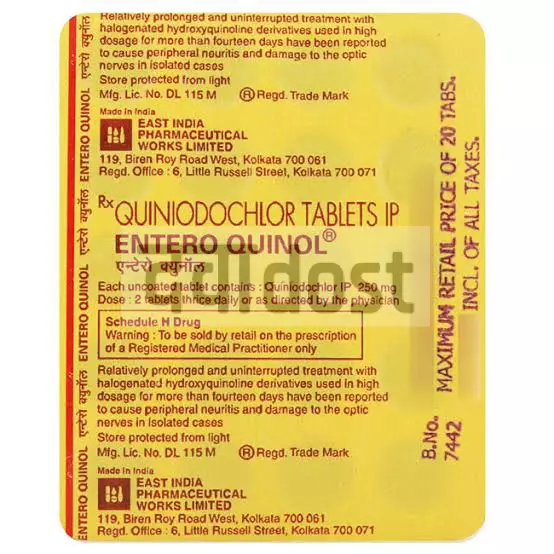 Relatively prolonged and uninterrupted treatment with
halogenated hydroxyquinoline derivatives used in high
dosage for more than fourteen days have been reported
to cause peripheral neuritis and damage to the optic
nerves in isolated cases
Store protected from light
Mfg. Lic. No. DL 115 M ® Regd. Trade Mark
Made in India
EAST INDIA
PHARMACEUTICAL
WORKS LIMITED
119, Biren Roy Road West, Kolkata 700 061
Regd. Office : 6, Little Russell Street, Kolkata 700 071
Rx QUINIODOCHLOR TABLETS IP
ENTERO QUINOL®
एन्टेरो क्युनॉल
Each uncoated tablet contains : Quiniodochlor IP 250 mg
Dose : 2 tablets thrice daily or as directed by the physician
Schedule H Drug
Warning : To be sold by retail on the prescription
of a Registered Medical Practitioner only
Relatively prolonged and uninterrupted treatment with
halogenated hydroxyquinoline derivatives used in high
dosage for more than fourteen days have been reported
to cause peripheral neuritis and damage to the optic
nerves in isolated cases
Store protected from light
Mfg. Lic. No. DL 115 M ® Regd. Trade Mark
Made in India
EAST INDIA
PHARMACEUTICAL
WORKS LIMITED
119, Biren Roy Road West, Kolkata 700 061
Regd. Office : 6, Little Russell Street, Kolkata 700 071
ENTERO QUINOL एन्टेरो क्युनॉल ENTERO QUINOL एन्टेरो क्युनॉल ENTERO QUINOL एन्टेरो क्युनॉल
B.No. MAXIMUM RETAIL PRICE OF 20 TABS.
7442 INCL. OF ALL TAXES.